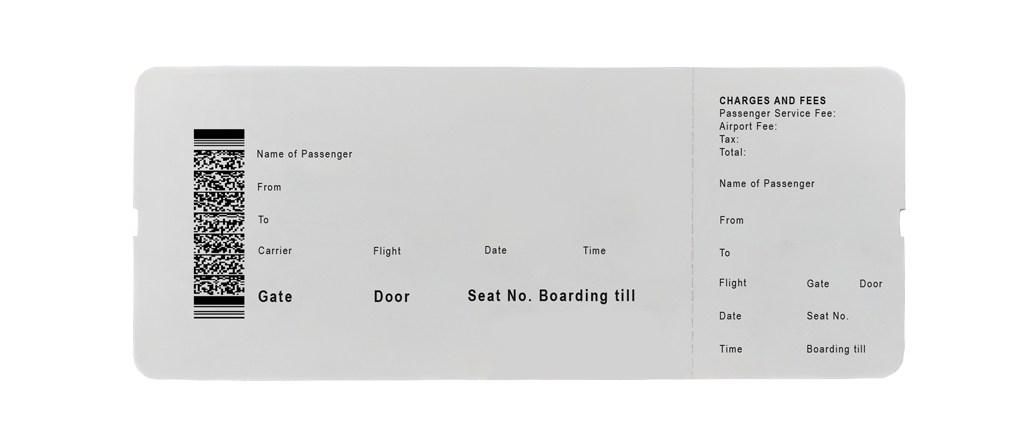 Name of Passenger
From
To
Carrier Flight Date Time
Gate Door Seat No. Boarding till
CHARGES AND FEES
Passenger Service Fee:
Airport Fee:
Tax:
Total:
Name of Passenger
From
To
Flight Gate Door
Date Seat No.
Time Boarding till